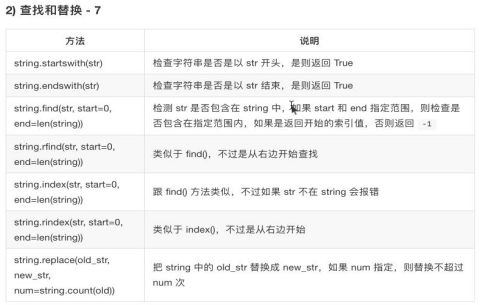 2) 查找和替换 - 7
方法
说明
string.startswith(str)
检查字符串是否是以 str 开头，是则返回 True
string.endswith(str)
检查字符串是否是以 str 结束，是则返回 True
string.find(str, start=0,
end=len(string))
检测 str 是否包含在 string 中，如果 start 和 end 指定范围，则检查是
否包含在指定范围内，如果是返回开始的索引值，否则返回 -1
string.rfind(str, start=0,
end=len(string))
类似于 find()，不过是从右边开始查找
string.index(str, start=0,
end=len(string))
跟 find() 方法类似，不过如果 str 不在 string 会报错
string.rindex(str, start=0,
end=len(string))
类似于 index()，不过是从右边开始
string.replace(old_str,
new_str,
num=string.count(old))
把 string 中的 old_str 替换成 new_str，如果 num 指定，则替换不超过
num 次